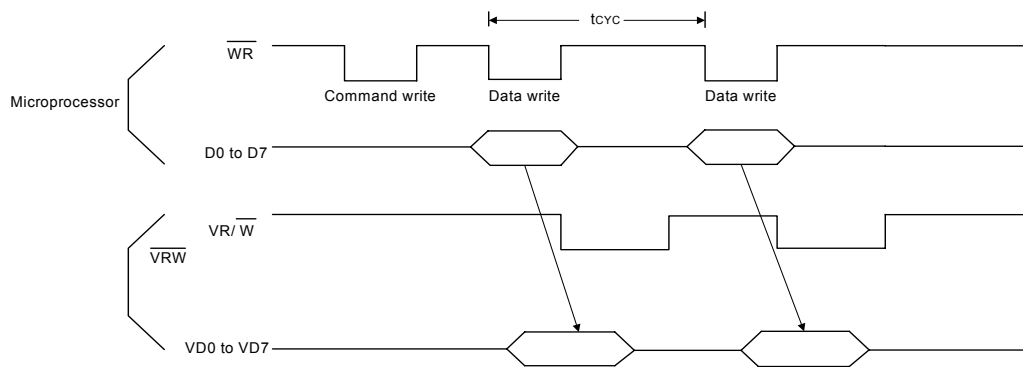 tCYC
WR
Command write
Data write
Data write
Microprocessor
D0 to D7
VR/ W
VRW
VD0 to VD7